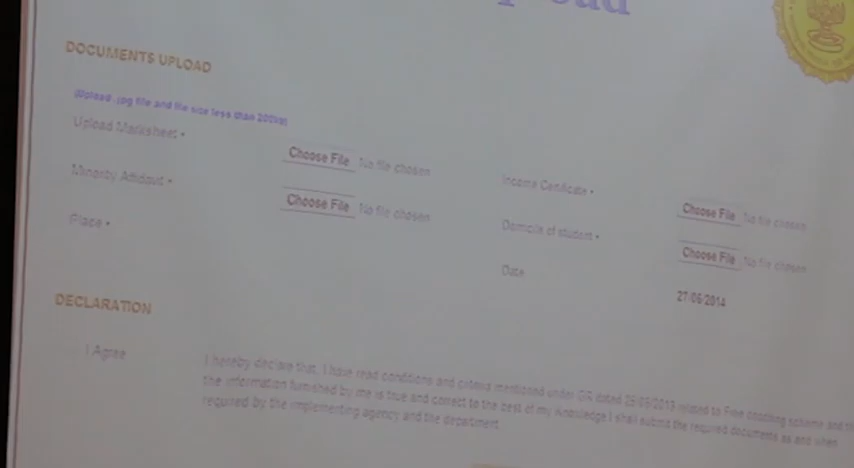 DOCUMENTS UPLOAD
Upload .jpg file and file size less than 200kb
Upload Marksheet *
Choose File No file chosen
Income Certificate *
Choose File No file chosen
Minority Affidavit *
Choose File No file chosen
Domicile of student *
Choose File No file chosen
Place *
Date
27/06/2014
DECLARATION
I Agree
I hereby declare that, I have read conditions and criteria mentioned under GR dated related to Free coaching scheme and
the information furnished by me is true and correct to the best of my knowledge I shall submit the required documents as and when
required by the implementing agency and the department